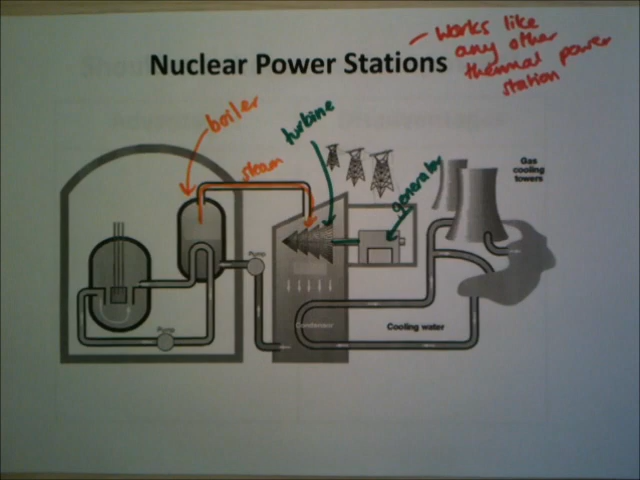 Nuclear Power Stations
- works like
any other
thermal power
station
boiler
turbine
steam
generator
Gas
cooling
towers
Pump
Pump
Condensor
Cooling water